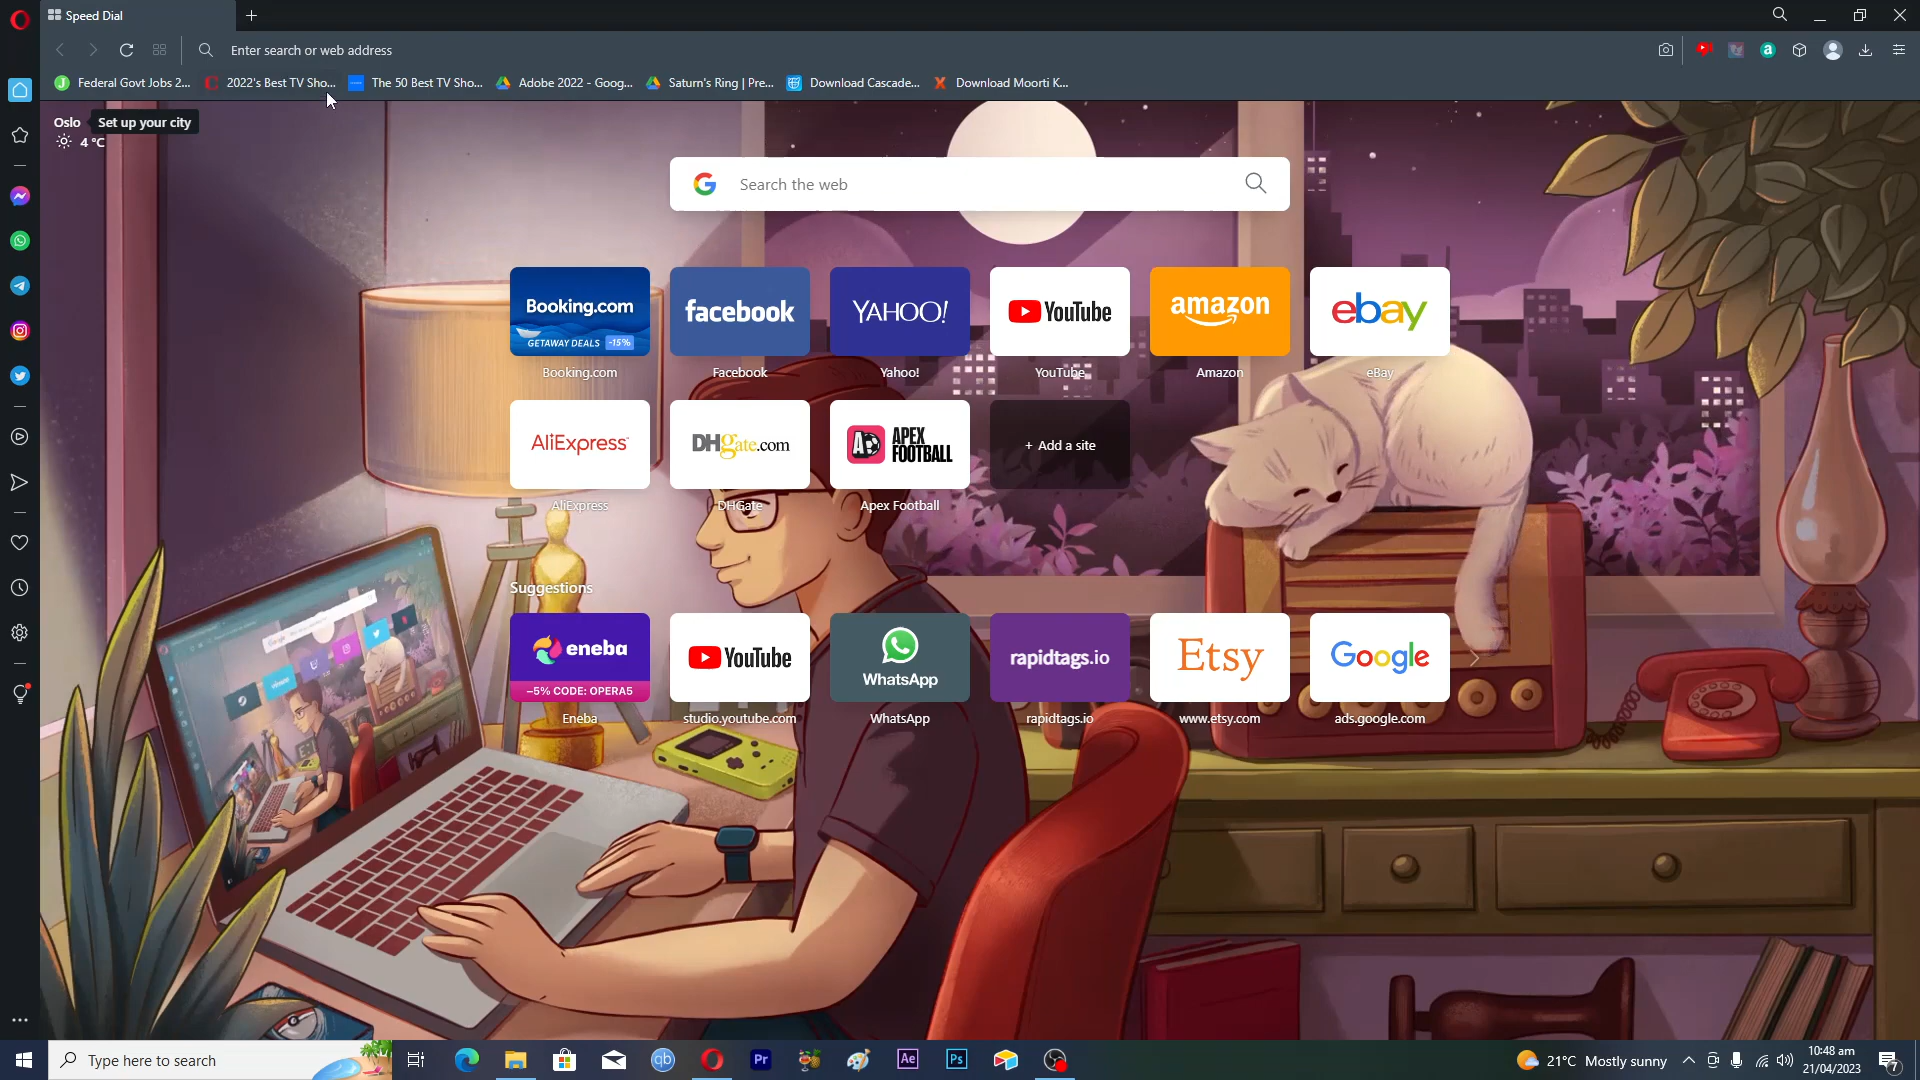 Speed Dial
Enter search or web address
Federal Govt Jobs 2...
2022's Best TV Sho...
The 50 Best TV Sho...
Adobe 2022 - Goog...
Saturn's Ring | Pre...
Download Cascade...
Download Moorti K...
Oslo
Set up your city
4 °C
Search the web
Booking.com
GETAWAY DEALS -15%
facebook
YAHOO!
YouTube
amazon
ebay
Booking.com
Facebook
Yahoo!
YouTube
Amazon
eBay
AliExpress
DHgate.com
APEX
FOOTBALL
+ Add a site
AliExpress
DHGate
Apex Football
Suggestions
eneba
-5% CODE: OPERA5
YouTube
WhatsApp
rapidtags.io
Etsy
Google
Eneba
studio.youtube.com
WhatsApp
rapidtags.io
www.etsy.com
ads.google.com
Type here to search
qb
Pr
Ae
Ps
21°C Mostly sunny
10:48 am
21/04/2023
7